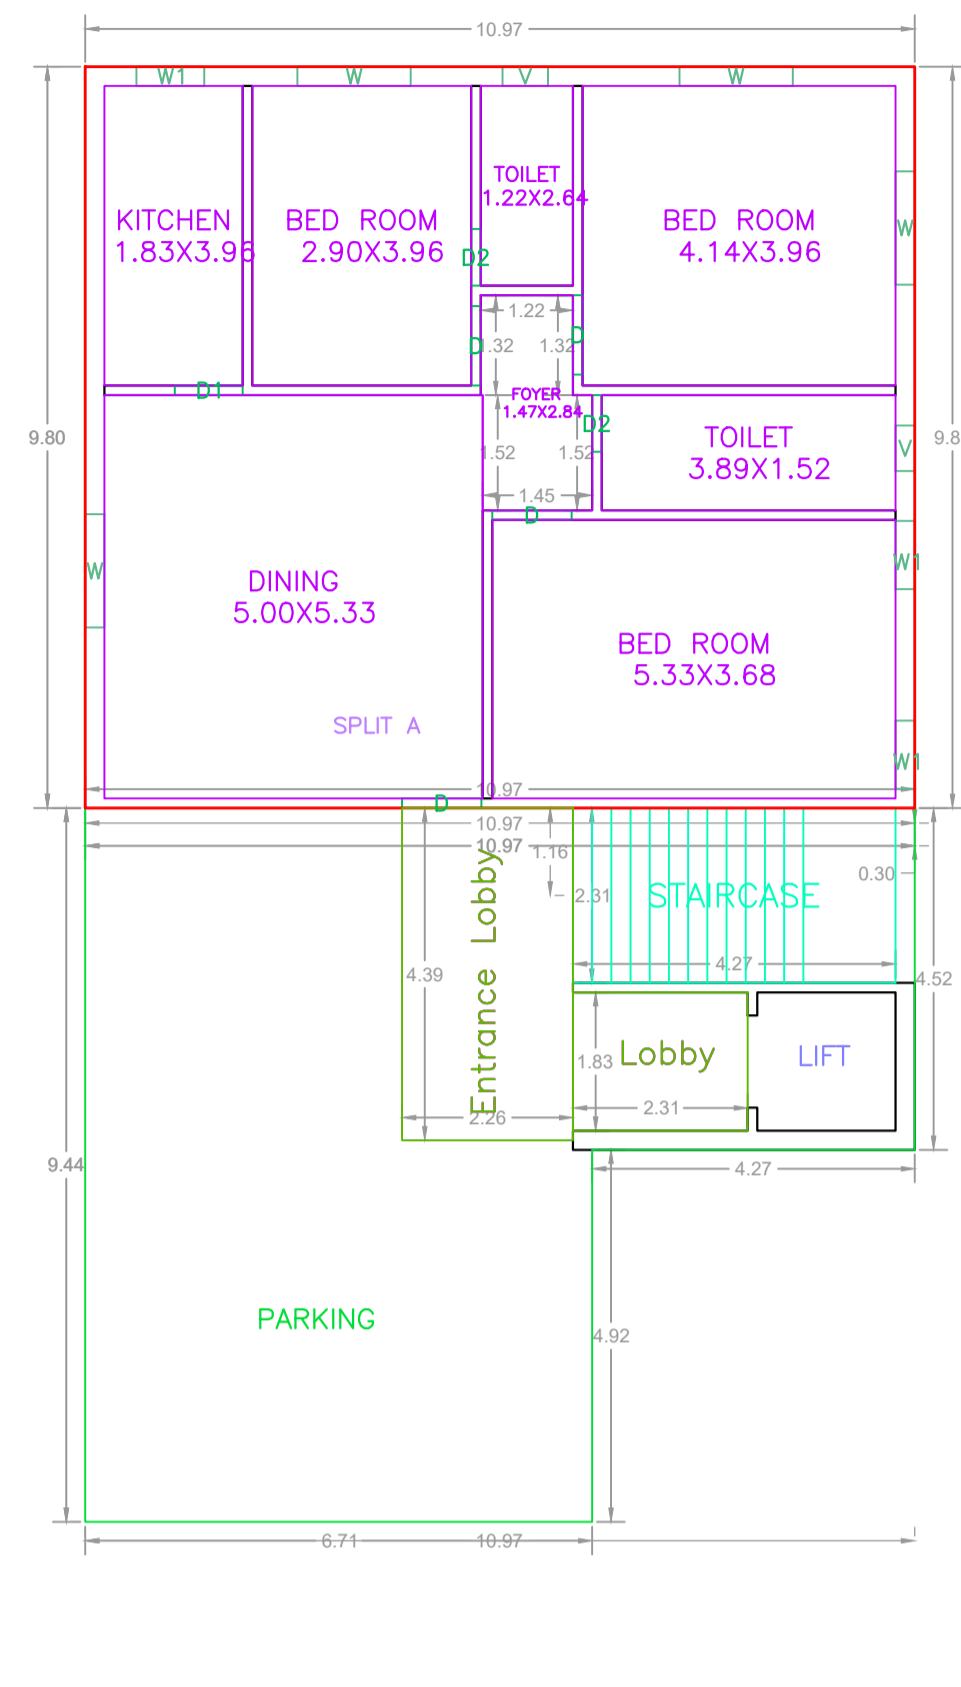 10.97
W1
W
V
W
TOILET
1.22X2.64
KITCHEN
1.83X3.96
BED ROOM
2.90X3.96
BED ROOM
4.14X3.96
W
D2
1.22
D
1.32
1.32
D
D1
FOYER
1.47X2.84
D2
9.80
9.8
1.52
1.52
TOILET
3.89X1.52
V
1.45
D
W
W1
DINING
5.00X5.33
BED ROOM
5.33X3.68
SPLIT A
W1
10.97
D
10.97
10.97
1.16
2.31
0.30
STAIRCASE
Entrance Lobby
4.39
4.27
4.52
1.83
Lobby
LIFT
2.26
2.31
9.44
4.27
PARKING
4.92
6.71
10.97